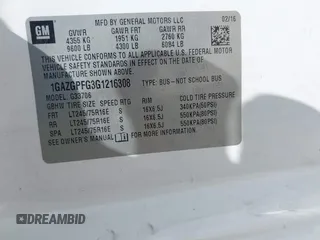 GM
MFD BY GENERAL MOTORS LLC 02/16
GVWR GAWR FRT GAWR RR
4355 KG 1951 KG 2760 KG
9600 LB 4300 LB 6084 LB
THIS VEHICLE CONFORMS TO ALL APPLICABLE U.S. FEDERAL MOTOR
VEHICLE SAFETY STANDARDS IN EFFECT ON THE DATE OF
MANUFACTURE SHOWN ABOVE.
1GAZGPFG3G1216308 TYPE: BUS - NOT SCHOOL BUS
MODEL: G33706
GBHW TIRE SIZE SPEED RTG RIM COLD TIRE PRESSURE
FRT LT245/75R16E S 16X6.5J 340KPA(50PSI)
RR LT245/75R16E S 16X6.5J 550KPA(80PSI)
SPA LT245/75R16E S 16X6.5J 550KPA(80PSI)
SEE OWNER'S MANUAL
DREAMBID